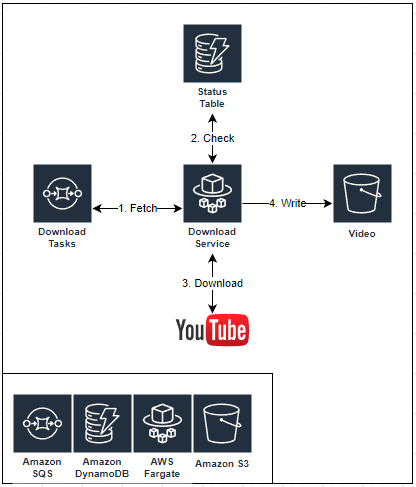 Status
Table
2. Check
1. Fetch
4. Write
Download
Tasks
Download
Service
Video
3. Download
YouTube
Amazon
SQS
Amazon
DynamoDB
AWS
Fargate
Amazon S3